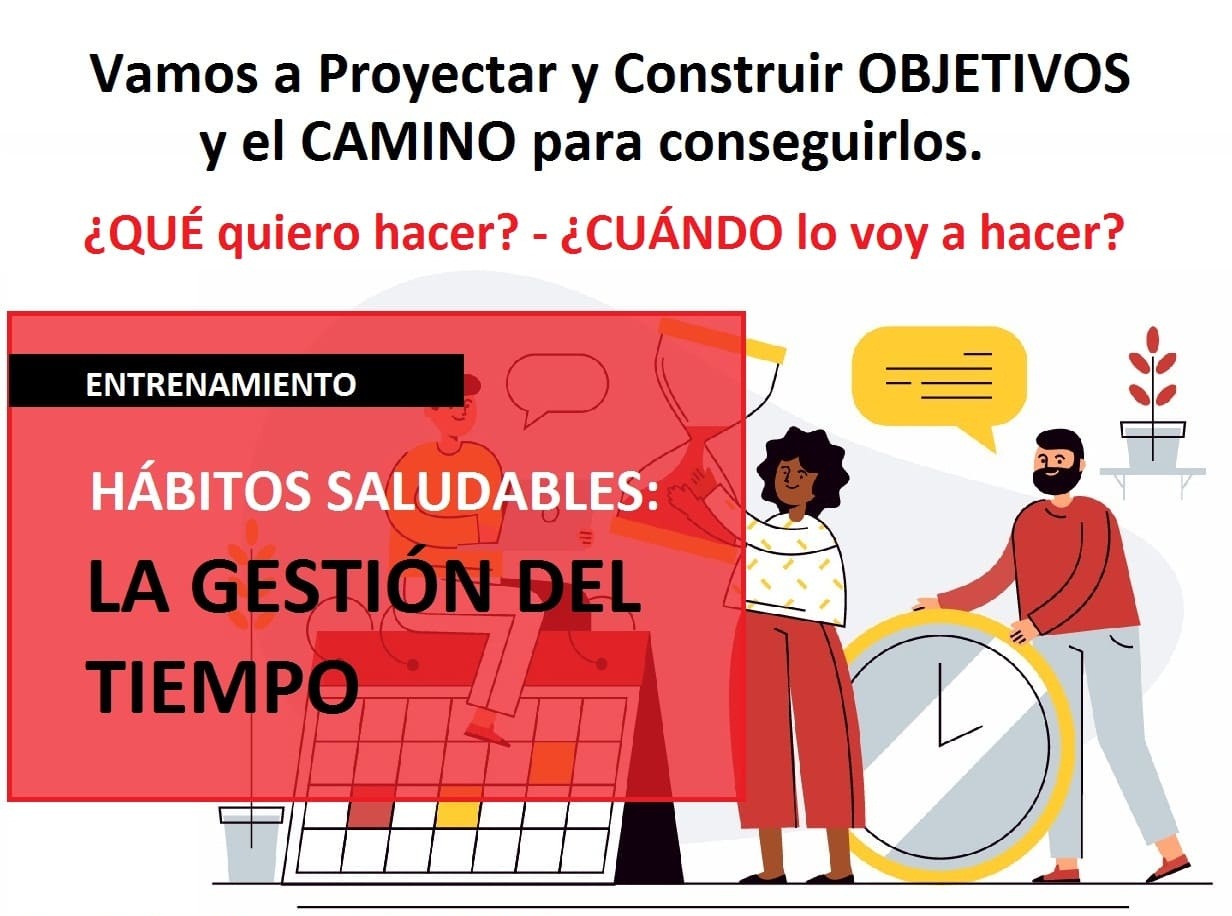 Vamos a Proyectar y Construir OBJETIVOS
y el CAMINO para conseguirlos.
¿QUÉ quiero hacer? - ¿CUÁNDO lo voy a hacer?
ENTRENAMIENTO
HÁBITOS SALUDABLES:
LA GESTIÓN DEL
TIEMPO